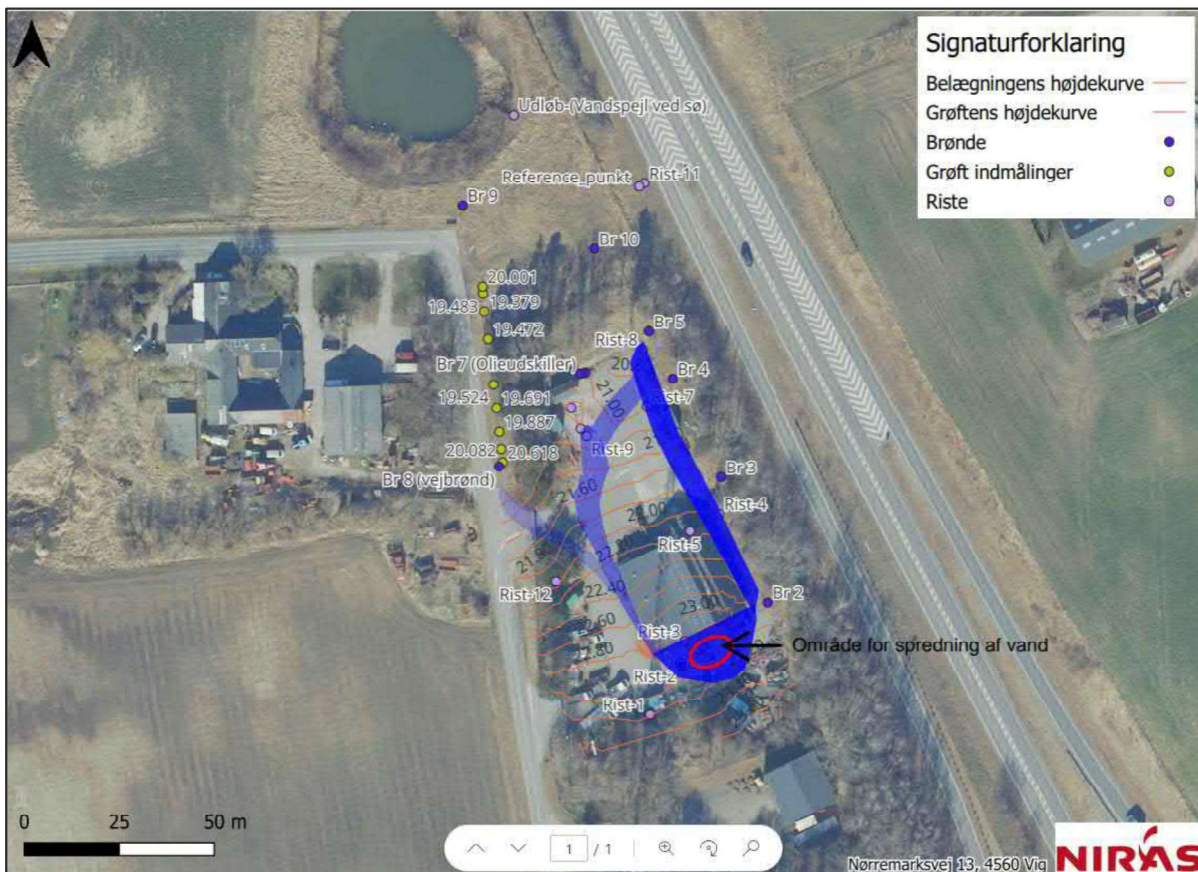 Signaturforklaring
Belægningens højdekurve
Grøftens højdekurve
Brønde
Grøft indmålinger
Riste
Udløb-(Vandspejl ved sø)
Reference_punkt
Rist-11
Br 9
Br 10
20.001
19.483
19.379
19.472
Rist-8
Br 5
Br 7 (Olieudskiller)
Br 4
21.00
Rist-7
19.524
19.691
19.887
Rist-9
20.082
20.618
Br 8 (vejbrønd)
Br 3
21.60
Rist-4
Rist-5
22.40
Rist-12
Br 2
23.00
Rist-3
Område for spredning af vand
Rist-2
Rist-1
0 25 50 m
1 / 1
Nørremarksvej 13, 4560 Vig
NIRAS